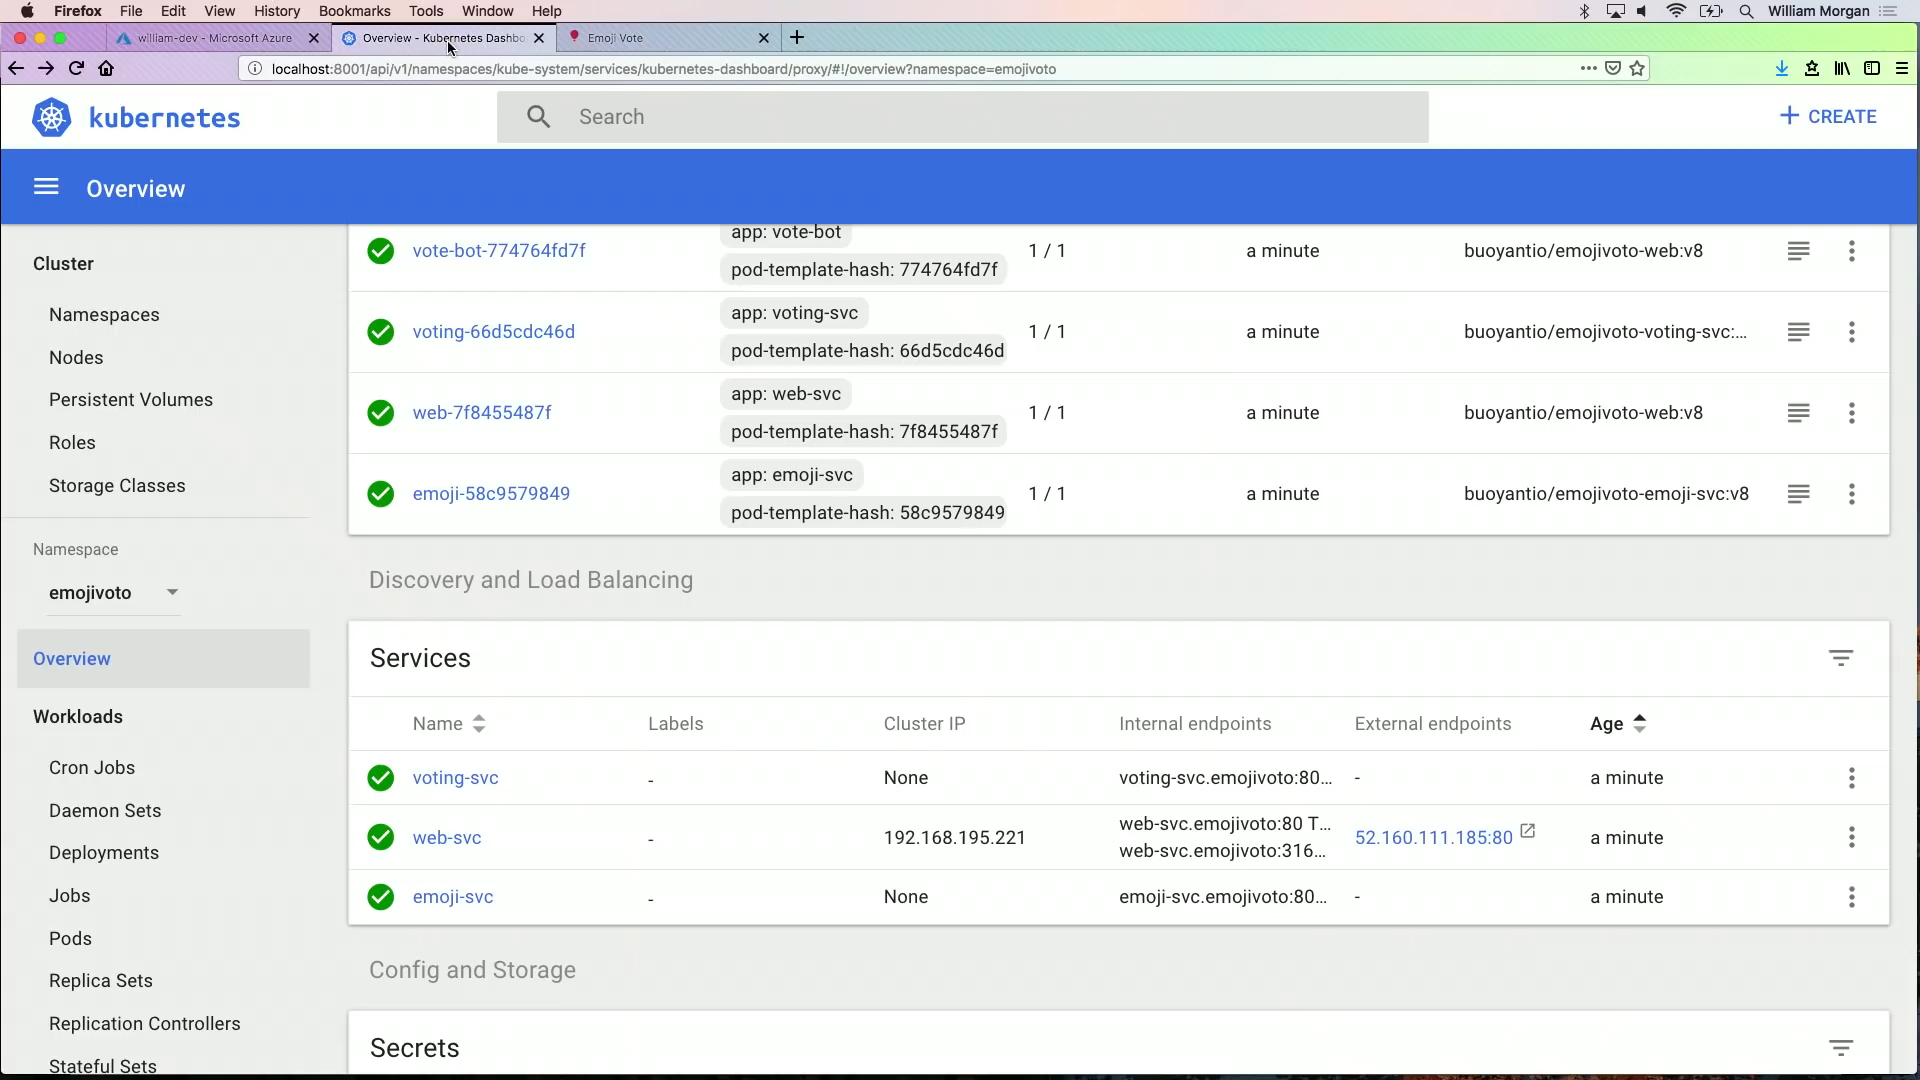 Firefox File Edit View History Bookmarks Tools Window Help William Morgan
william-dev - Microsoft Azure Overview - Kubernetes Dashbo Emoji Vote
localhost:8001/api/v1/namespaces/kube-system/services/kubernetes-dashboard/proxy/#!/overview?namespace=emojivoto
kubernetes Search CREATE
Overview
Cluster
Namespaces
Nodes
Persistent Volumes
Roles
Storage Classes
Namespace
emojivoto
Overview
Workloads
Cron Jobs
Daemon Sets
Deployments
Jobs
Pods
Replica Sets
Replication Controllers
Stateful Sets
app: vote-bot
vote-bot-774764fd7f 1 / 1 a minute buoyantio/emojivoto-web:v8
pod-template-hash: 774764fd7f
app: voting-svc
voting-66d5cdc46d 1 / 1 a minute buoyantio/emojivoto-voting-svc:...
pod-template-hash: 66d5cdc46d
app: web-svc
web-7f8455487f 1 / 1 a minute buoyantio/emojivoto-web:v8
pod-template-hash: 7f8455487f
app: emoji-svc
emoji-58c9579849 1 / 1 a minute buoyantio/emojivoto-emoji-svc:v8
pod-template-hash: 58c9579849
Discovery and Load Balancing
Services
Name Labels Cluster IP Internal endpoints External endpoints Age
voting-svc - None voting-svc.emojivoto:80... - a minute
web-svc - 192.168.195.221 web-svc.emojivoto:80 T... 52.160.111.185:80 a minute
web-svc.emojivoto:316...
emoji-svc - None emoji-svc.emojivoto:80... - a minute
Config and Storage
Secrets